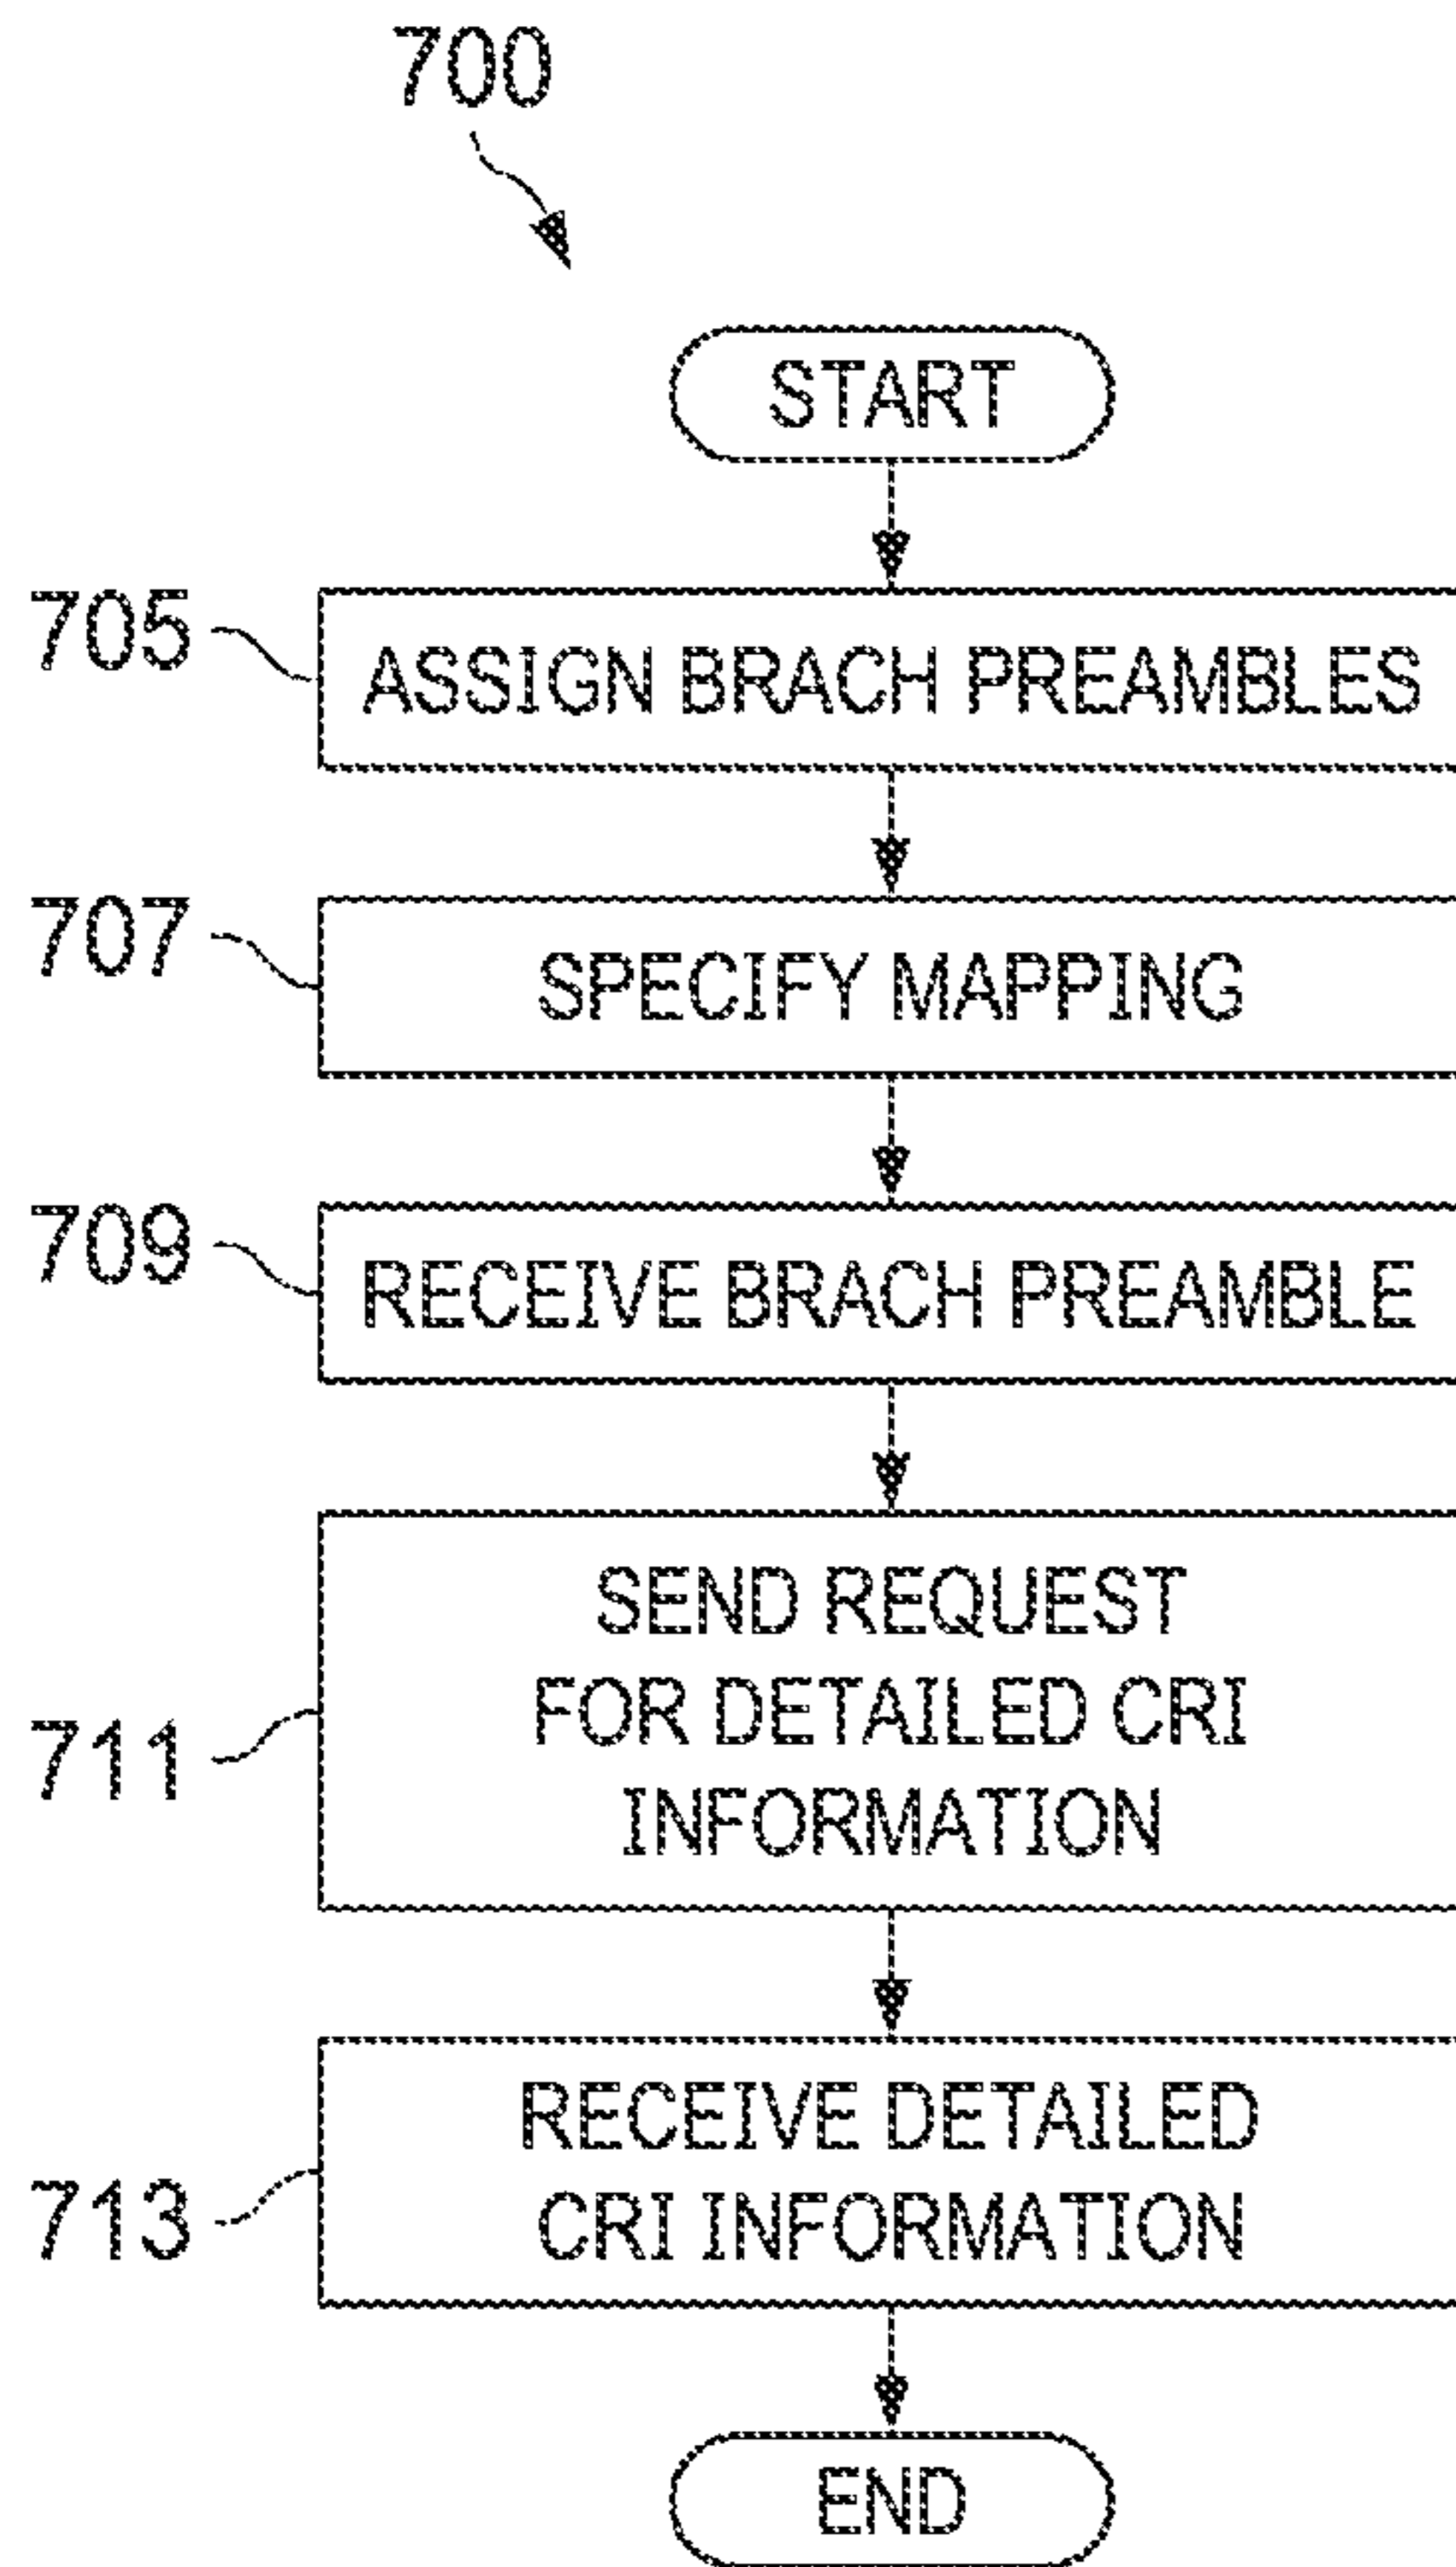 700
START
705
ASSIGN BRACH PREAMBLES
707
SPECIFY MAPPING
709
RECEIVE BRACH PREAMBLE
711
SEND REQUEST
FOR DETAILED CRI
INFORMATION
713
RECEIVE DETAILED
CRI INFORMATION
END